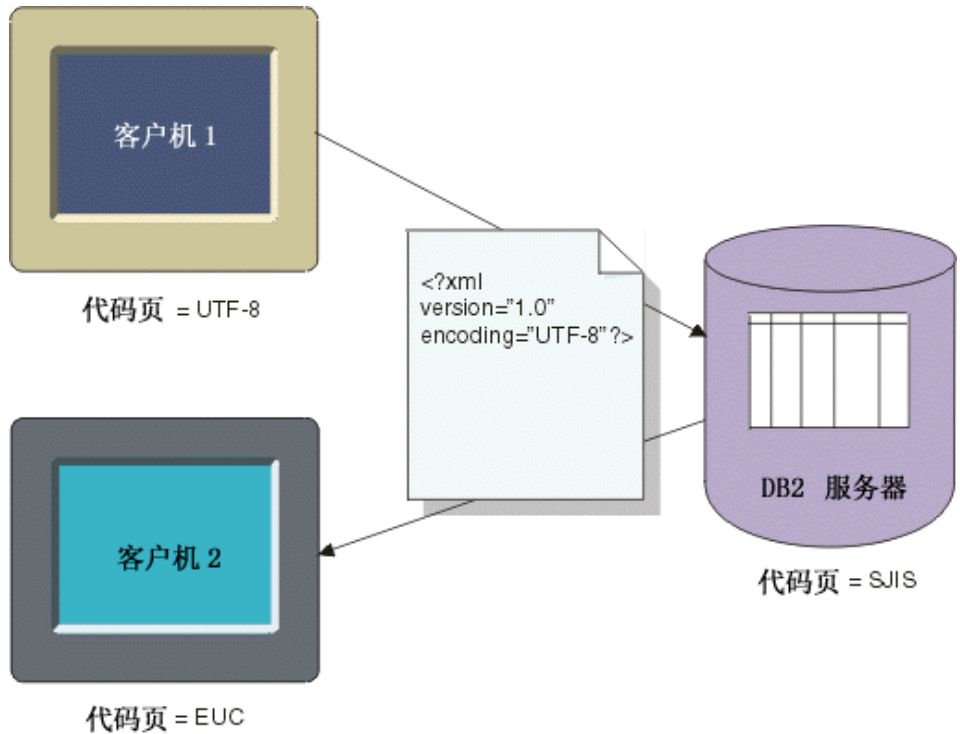 客户机 1
代码页 = UTF-8
<?xml
version="1.0"
encoding="UTF-8"?>
DB2 服务器
代码页 = SJIS
客户机 2
代码页 = EUC